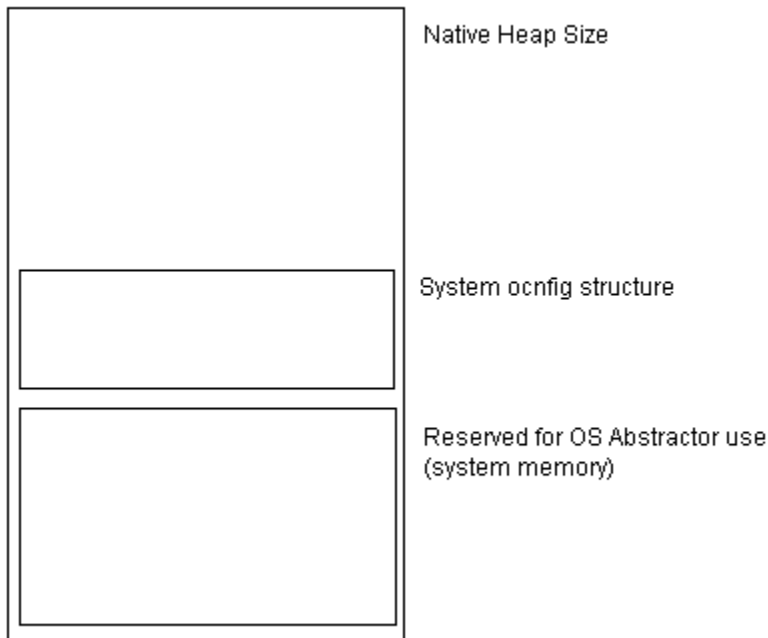 Native Heap Size
System ocnfig structure
Reserved for OS Abstractor use
(system memory)